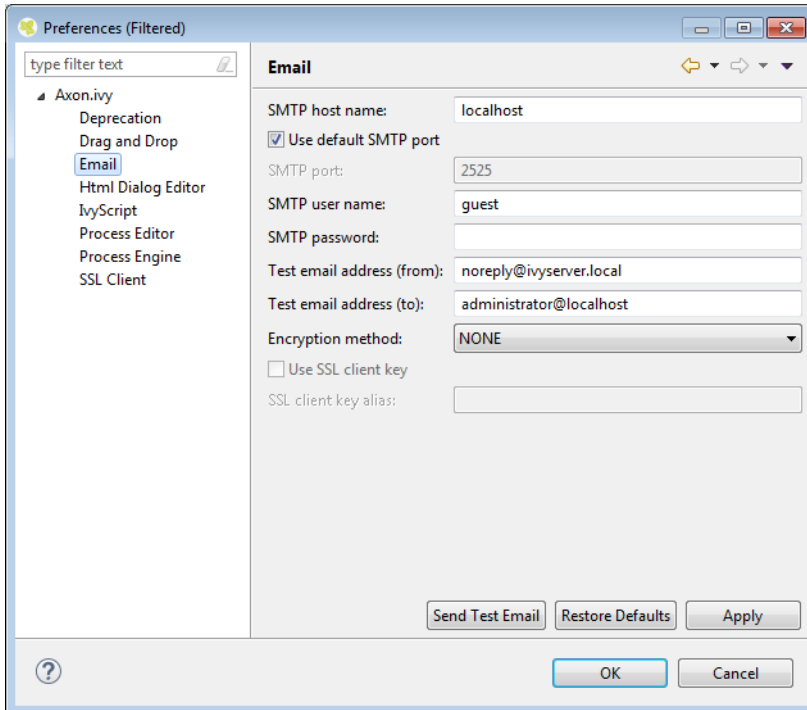 Preferences (Filtered)
type filter text
Axon.ivy
Deprecation
Drag and Drop
Email
Html Dialog Editor
IvyScript
Process Editor
Process Engine
SSL Client
Email
SMTP host name: localhost
Use default SMTP port
SMTP port: 2525
SMTP user name: guest
SMTP password:
Test email address (from): noreply@ivyserver.local
Test email address (to): administrator@localhost
Encryption method: NONE
Use SSL client key
SSL client key alias:
Send Test Email Restore Defaults Apply
? OK Cancel